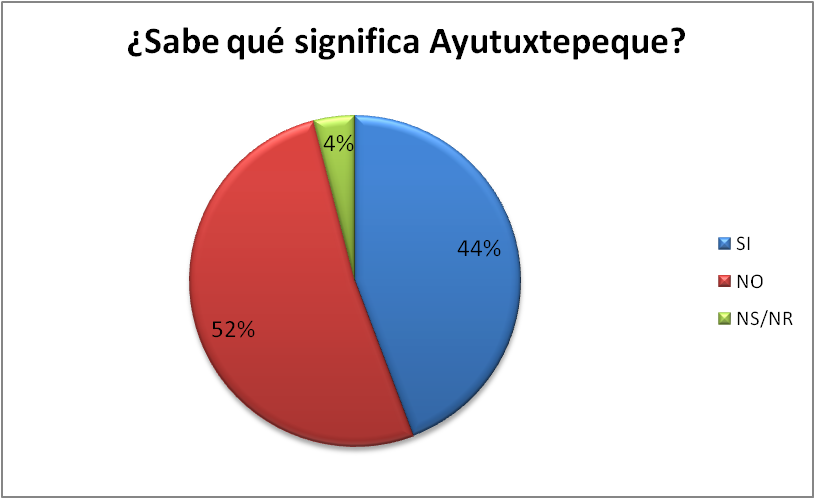 ¿Sabe qué significa Ayutuxtepeque?
4%
44%
52%
SI
NO
NS/NR